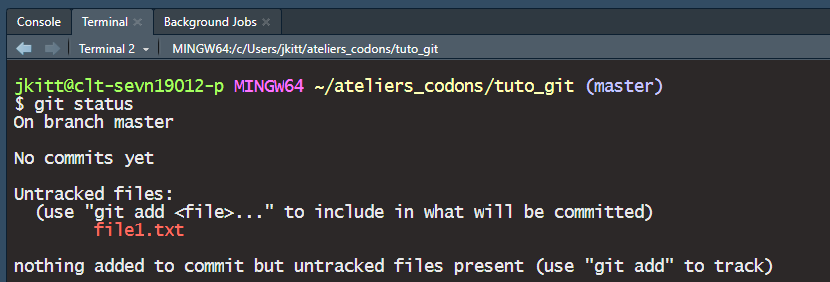 Console Terminal Background Jobs
Terminal 2 MINGW64:/c/Users/jkitt/ateliers_codons/tuto_git
jkitt@clt-sevn19012-p MINGW64 ~/ateliers_codons/tuto_git (master)
$ git status
On branch master
No commits yet
Untracked files:
(use "git add <file>..." to include in what will be committed)
file1.txt
nothing added to commit but untracked files present (use "git add" to track)